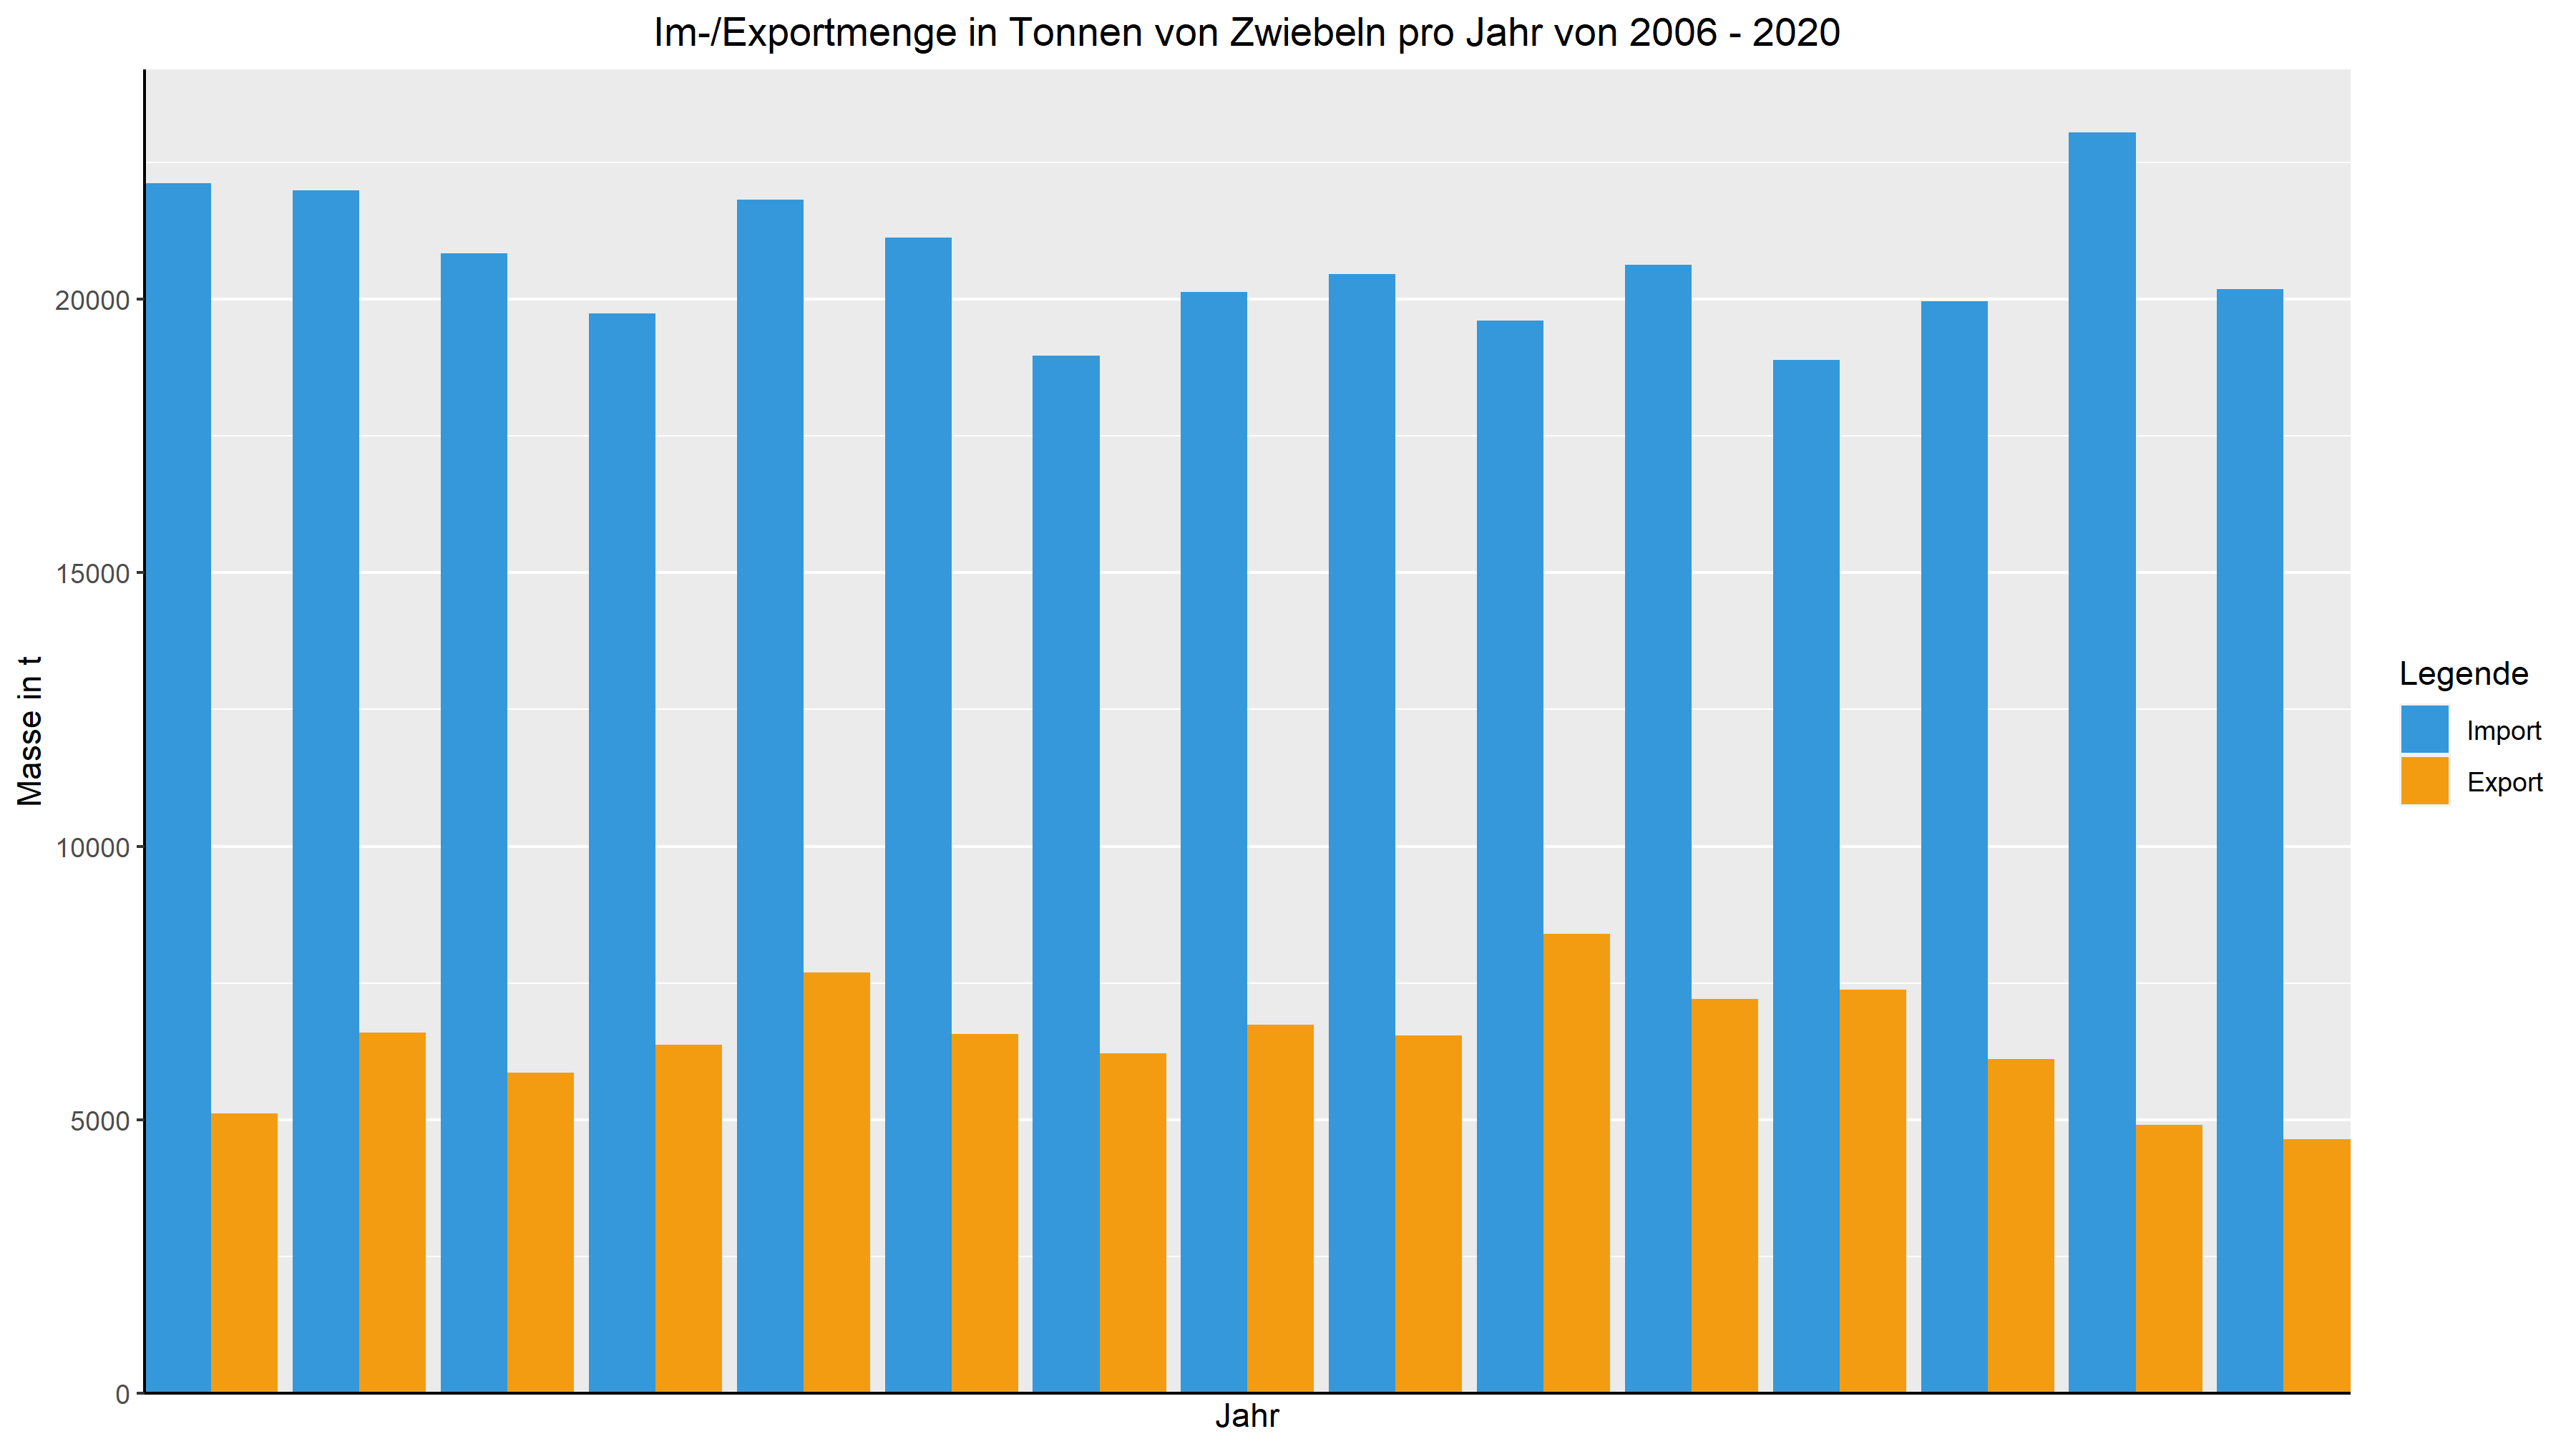 Im-/Exportmenge in Tonnen von Zwiebeln pro Jahr von 2006 - 2020
Masse in t
20000
15000
10000
5000
0
Jahr
Legende
Import
Export